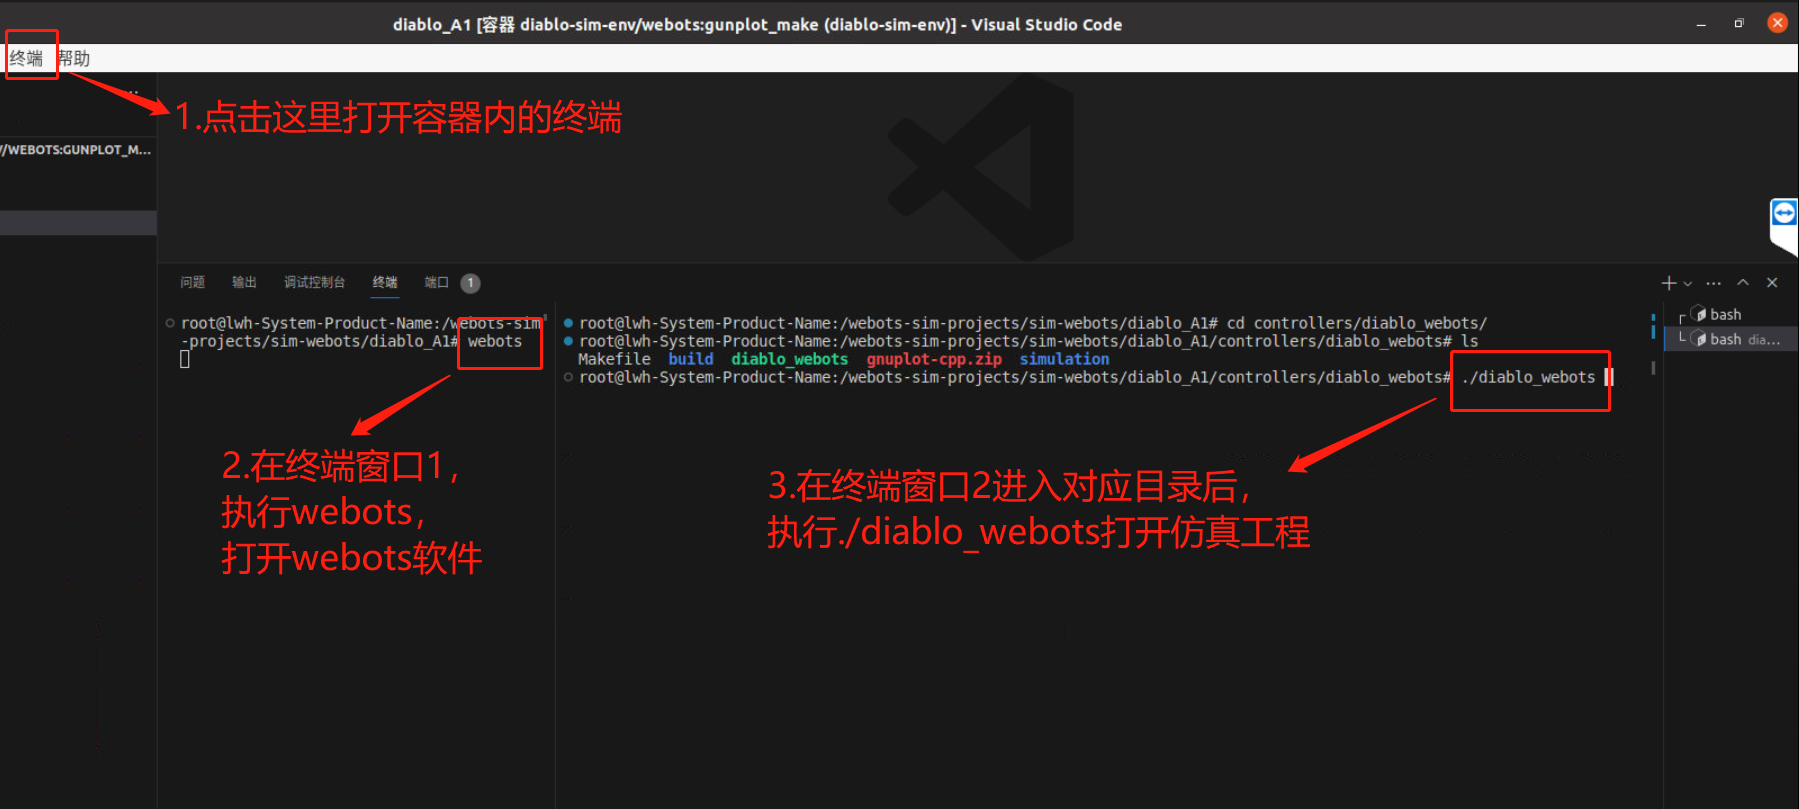 diablo_A1 [容器 diablo-sim-env/webots:gunplot_make (diablo-sim-env)] - Visual Studio Code
终端 帮助
1.点击这里打开容器内的终端
/WEBOTS:GUNPLOT_M...
问题 输出 调试控制台 终端 端口 1
root@lwh-System-Product-Name:/webots-sim
-projects/sim-webots/diablo_A1# webots
root@lwh-System-Product-Name:/webots-sim-projects/sim-webots/diablo_A1# cd controllers/diablo_webots/
root@lwh-System-Product-Name:/webots-sim-projects/sim-webots/diablo_A1/controllers/diablo_webots# ls
Makefile build diablo_webots gnuplot-cpp.zip simulation
root@lwh-System-Product-Name:/webots-sim-projects/sim-webots/diablo_A1/controllers/diablo_webots# ./diablo_webots
bash
bash dia...
2.在终端窗口1，
执行webots，
打开webots软件
3.在终端窗口2进入对应目录后，
执行./diablo_webots打开仿真工程